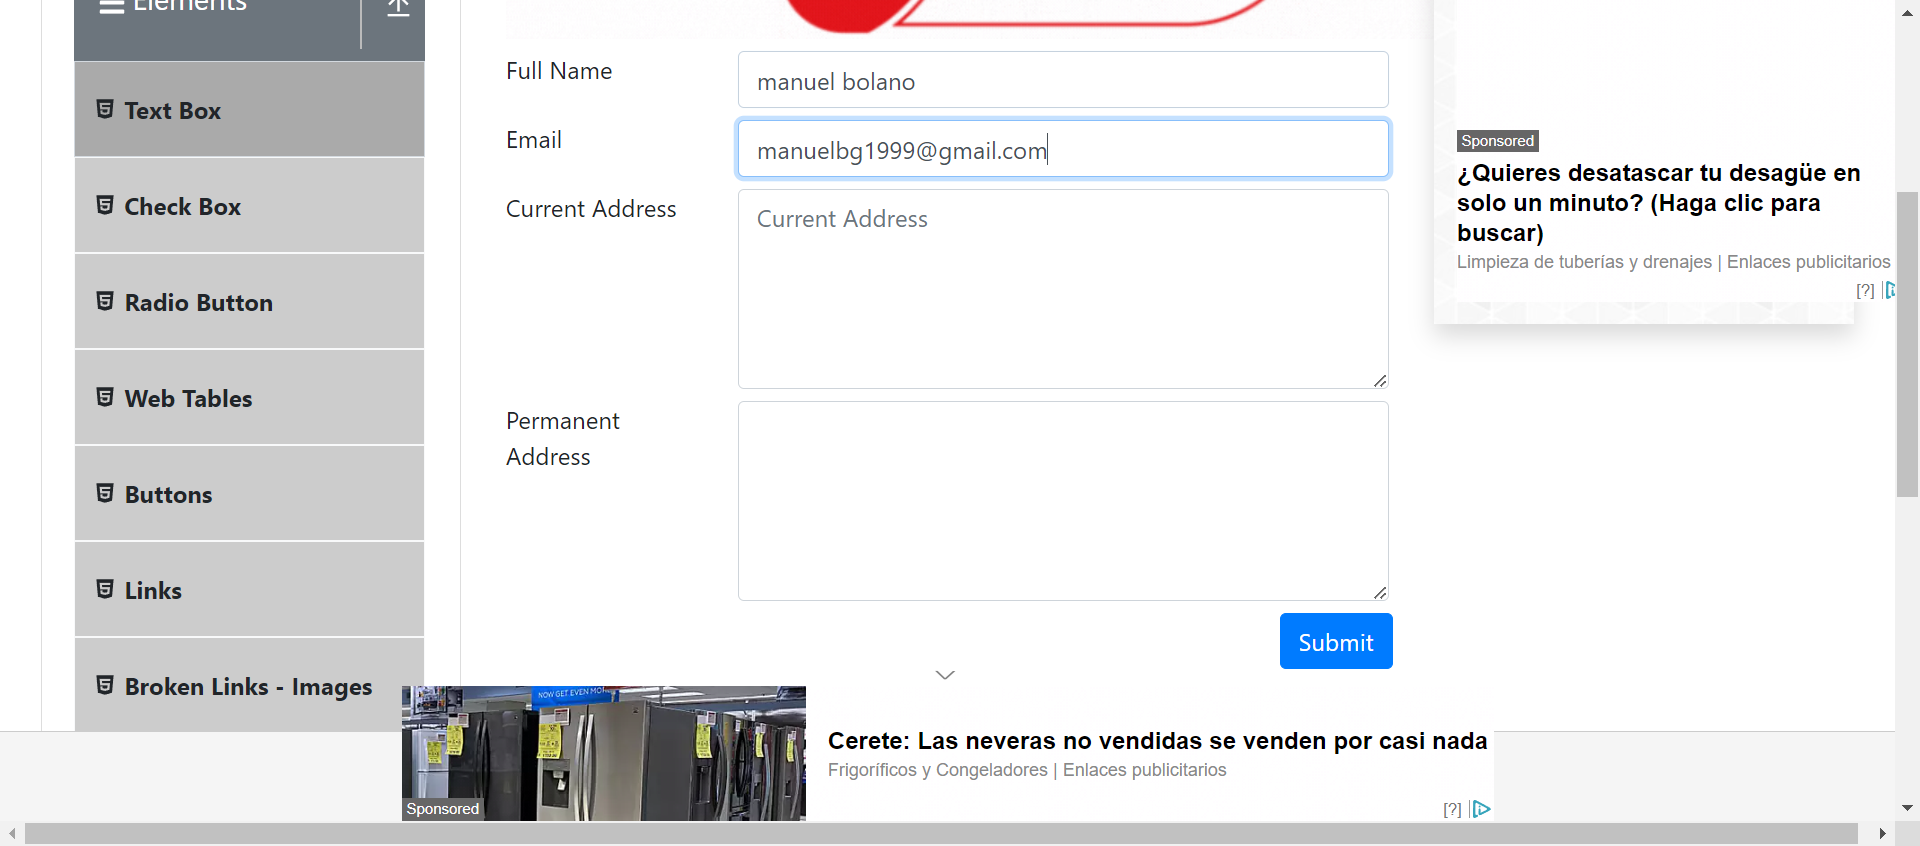 Elements
Text Box
Check Box
Radio Button
Web Tables
Buttons
Links
Broken Links - Images
Full Name
manuel bolano
Email
manuelbg1999@gmail.com
Current Address
Current Address
Permanent
Address
Submit
Sponsored
¿Quieres desatascar tu desagüe en
solo un minuto? (Haga clic para
buscar)
Limpieza de tuberías y drenajes | Enlaces publicitarios
[?]
NOW GET EVEN
Sponsored
Cerete: Las neveras no vendidas se venden por casi nada
Frigoríficos y Congeladores | Enlaces publicitarios
[?]